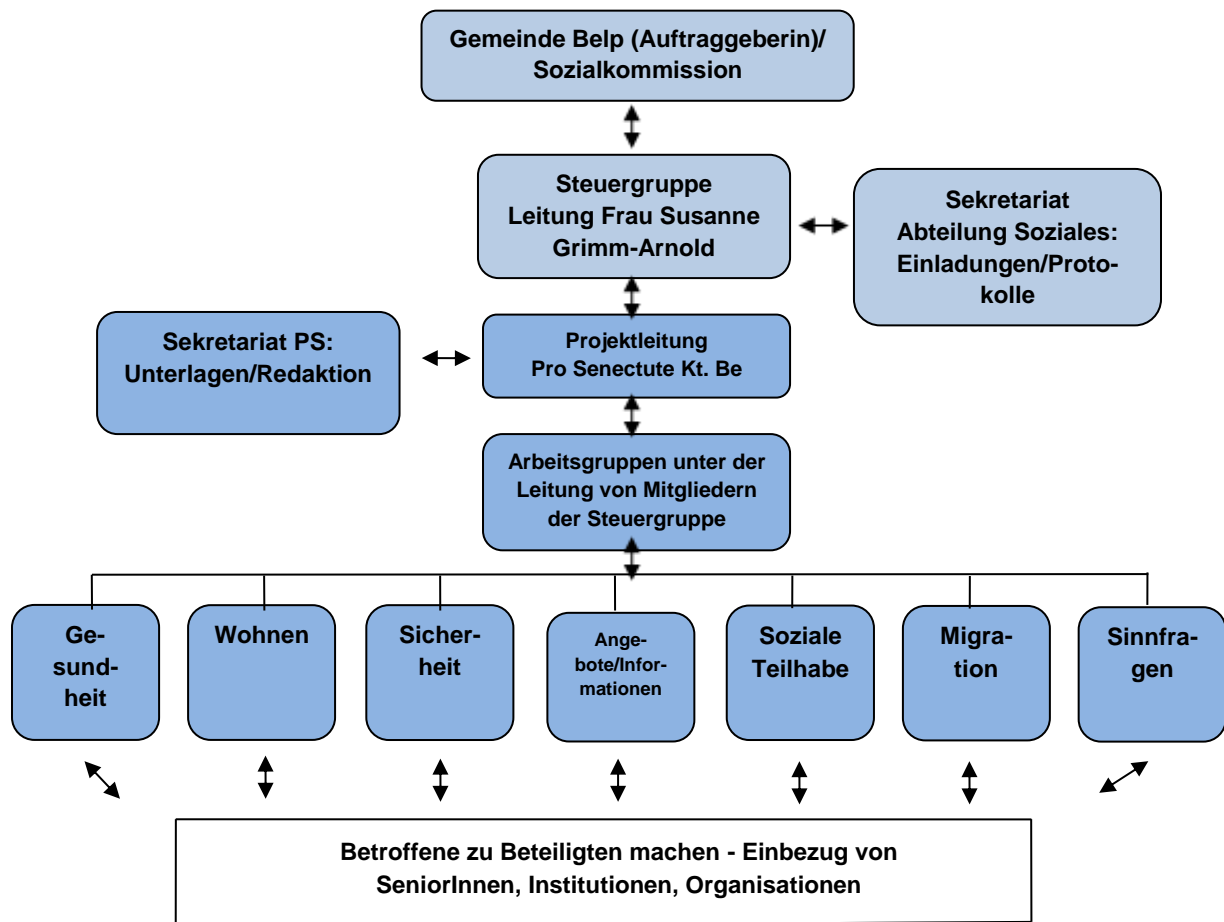 Gemeinde Belp (Auftraggeberin)/
Sozialkommission
Steuergruppe
Leitung Frau Susanne
Grimm-Arnold
Sekretariat
Abteilung Soziales:
Einladungen/Proto-
kolle
Sekretariat PS:
Unterlagen/Redaktion
Projektleitung
Pro Senectute Kt. Be
Arbeitsgruppen unter der
Leitung von Mitgliedern
der Steuergruppe
Ge-
sund-
heit
Wohnen
Sicher-
heit
Ange-
bote/Infor-
mationen
Soziale
Teilhabe
Migra-
tion
Sinnfra-
gen
Betroffene zu Beteiligten machen - Einbezug von
SeniorInnen, Institutionen, Organisationen